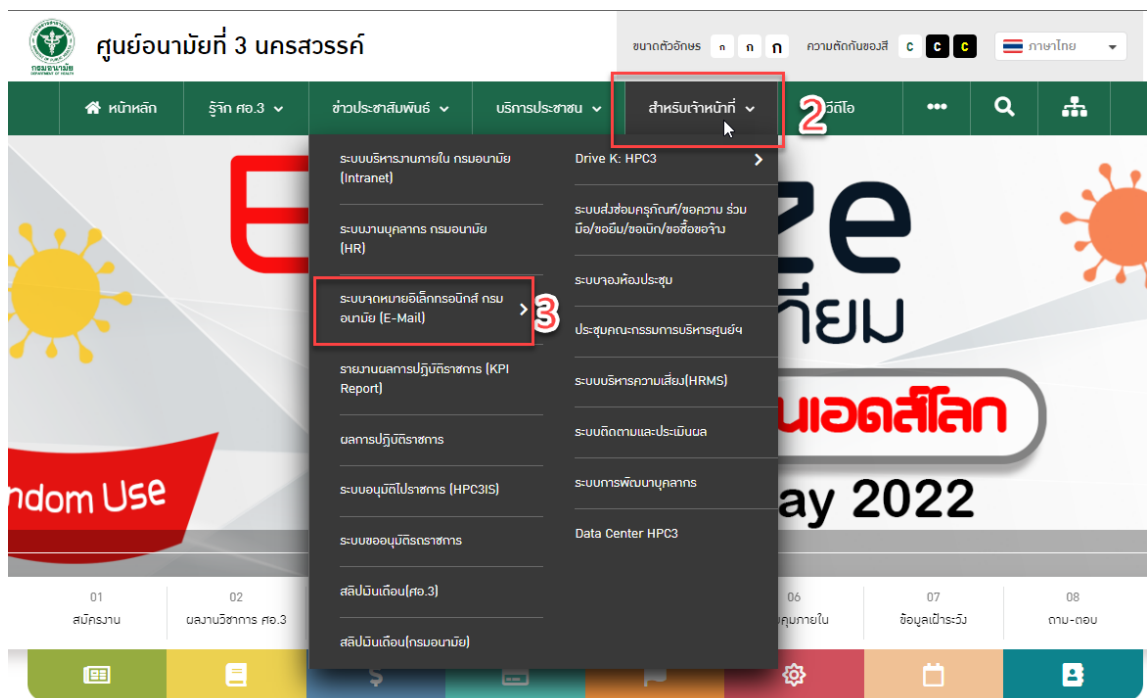 ศูนย์อนามัยที่ 3 นครสวรรค์
กรมอนามัย
DEPARTMENT OF HEALTH
ขนาดตัวอักษร ก ก ก ความตัดกันของสี C C C ภาษาไทย
หน้าหลัก รู้จัก ศอ.3 ข่าวประชาสัมพันธ์ บริการประชาชน สำหรับเจ้าหน้าที่ 2 วีดีโอ •••
ระบบบริหารงานภายใน กรมอนามัย
(Intranet)
ระบบงานบุคลากร กรมอนามัย
(HR)
ระบบจดหมายอิเล็กทรอนิกส์ กรม
อนามัย (E-Mail)
3
รายงานผลการปฏิบัติราชการ (KPI
Report)
ผลการปฏิบัติราชการ
ระบบอนุมัติไปราชการ (HPC3IS)
ระบบขออนุมัติรถราชการ
สลิปเงินเดือน(ศอ.3)
สลิปเงินเดือน(กรมอนามัย)
Drive K: HPC3
ระบบส่งซ่อมครุภัณฑ์/ขอความ ร่วม
มือ/ขอยืม/ขอเบิก/ขอซื้อขอจ้าง
ระบบจองห้องประชุม
ประชุมคณะกรรมการบริหารศูนย์ฯ
ระบบบริหารความเสี่ยง(HRMS)
ระบบติดตามและประเมินผล
ระบบการพัฒนาบุคลากร
Data Center HPC3
E ze
เทียม
นเอดส์โลก
ndom Use
ay 2022
01 02 06 07 08
สมัครงาน ผลงานวิชาการ ศอ.3 คุมภายใน ข้อมูลเฝ้าระวัง ถาม-ตอบ